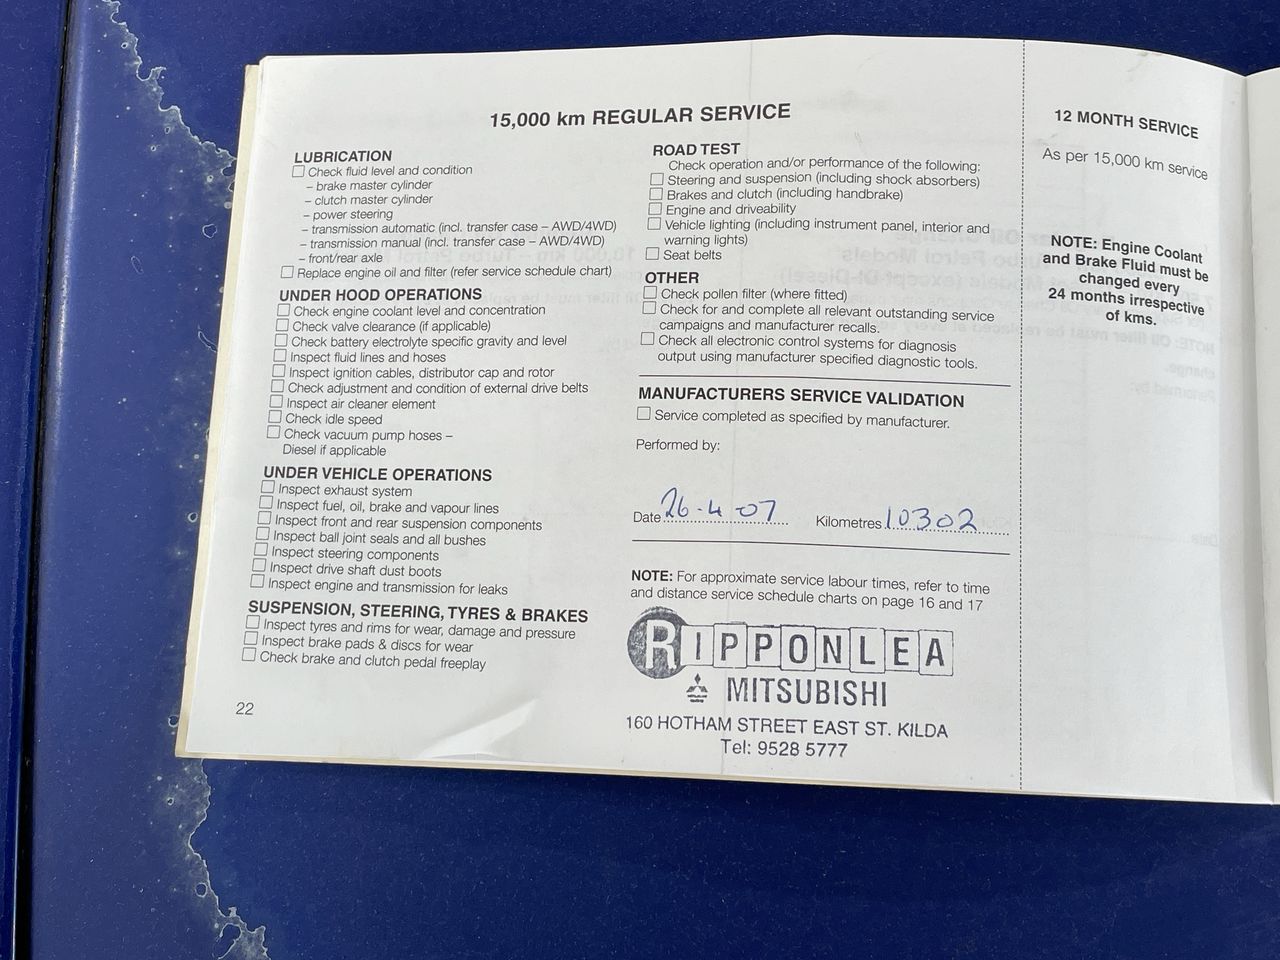 15,000 km REGULAR SERVICE
LUBRICATION
Check fluid level and condition
– brake master cylinder
– clutch master cylinder
– power steering
– transmission automatic (incl. transfer case – AWD/4WD)
– transmission manual (incl. transfer case – AWD/4WD)
– front/rear axle
Replace engine oil and filter (refer service schedule chart)
UNDER HOOD OPERATIONS
Check engine coolant level and concentration
Check valve clearance (if applicable)
Check battery electrolyte specific gravity and level
Inspect fluid lines and hoses
Inspect ignition cables, distributor cap and rotor
Check adjustment and condition of external drive belts
Inspect air cleaner element
Check idle speed
Check vacuum pump hoses –
Diesel if applicable
UNDER VEHICLE OPERATIONS
Inspect exhaust system
Inspect fuel, oil, brake and vapour lines
Inspect front and rear suspension components
Inspect ball joint seals and all bushes
Inspect steering components
Inspect drive shaft dust boots
Inspect engine and transmission for leaks
SUSPENSION, STEERING, TYRES & BRAKES
Inspect tyres and rims for wear, damage and pressure
Inspect brake pads & discs for wear
Check brake and clutch pedal freeplay
22
ROAD TEST
Check operation and/or performance of the following:
Steering and suspension (including shock absorbers)
Brakes and clutch (including handbrake)
Engine and driveability
Vehicle lighting (including instrument panel, interior and
warning lights)
Seat belts
OTHER
Check pollen filter (where fitted)
Check for and complete all relevant outstanding service
campaigns and manufacturer recalls.
Check all electronic control systems for diagnosis
output using manufacturer specified diagnostic tools.
MANUFACTURERS SERVICE VALIDATION
Service completed as specified by manufacturer.
Performed by:
Date 26-4-07 Kilometres 10302
NOTE: For approximate service labour times, refer to time
and distance service schedule charts on page 16 and 17
RIPPONLEA
MITSUBISHI
160 HOTHAM STREET EAST ST. KILDA
Tel: 9528 5777
12 MONTH SERVICE
As per 15,000 km service
NOTE: Engine Coolant
and Brake Fluid must be
changed every
24 months irrespective
of kms.